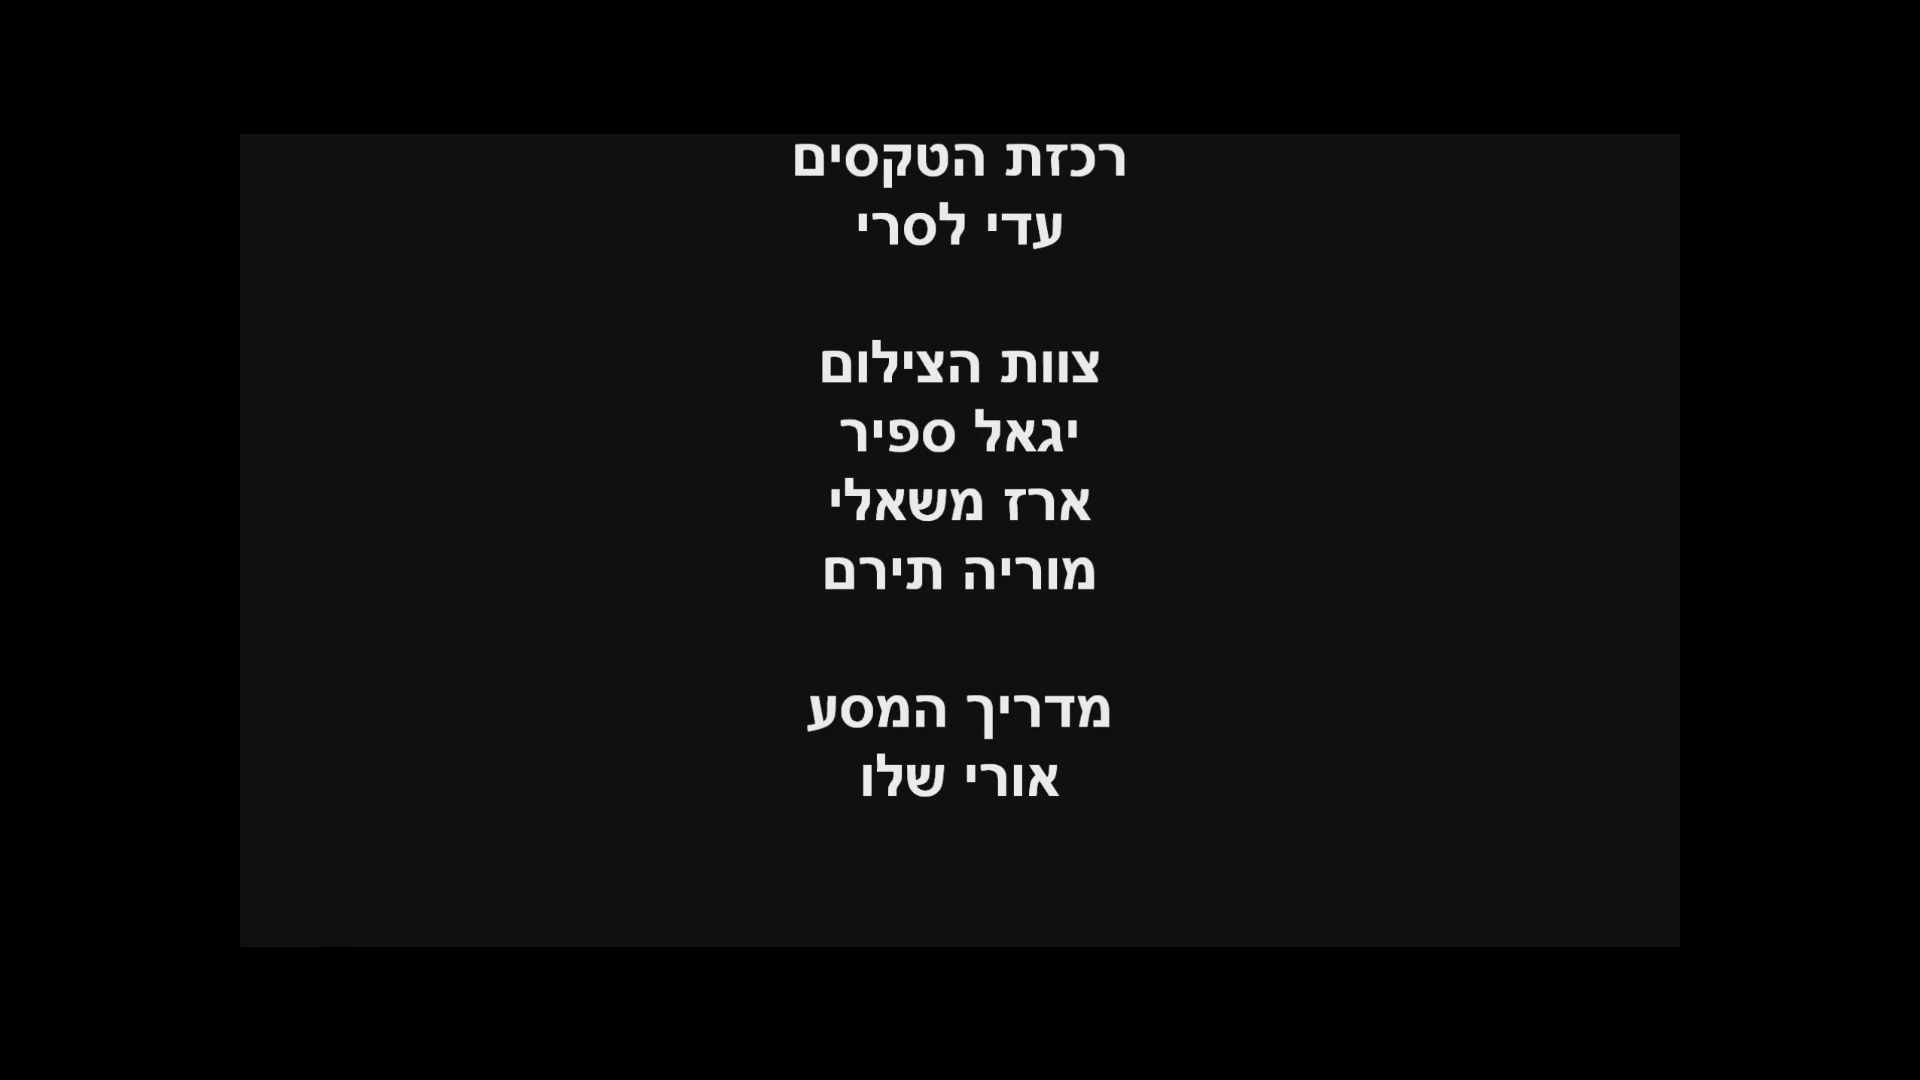 רכזת הטקסים
עדי לסרי
צוות הצילום
יגאל ספיר
ארז משאלי
מוריה תירם
מדריך המסע
אורי שלו